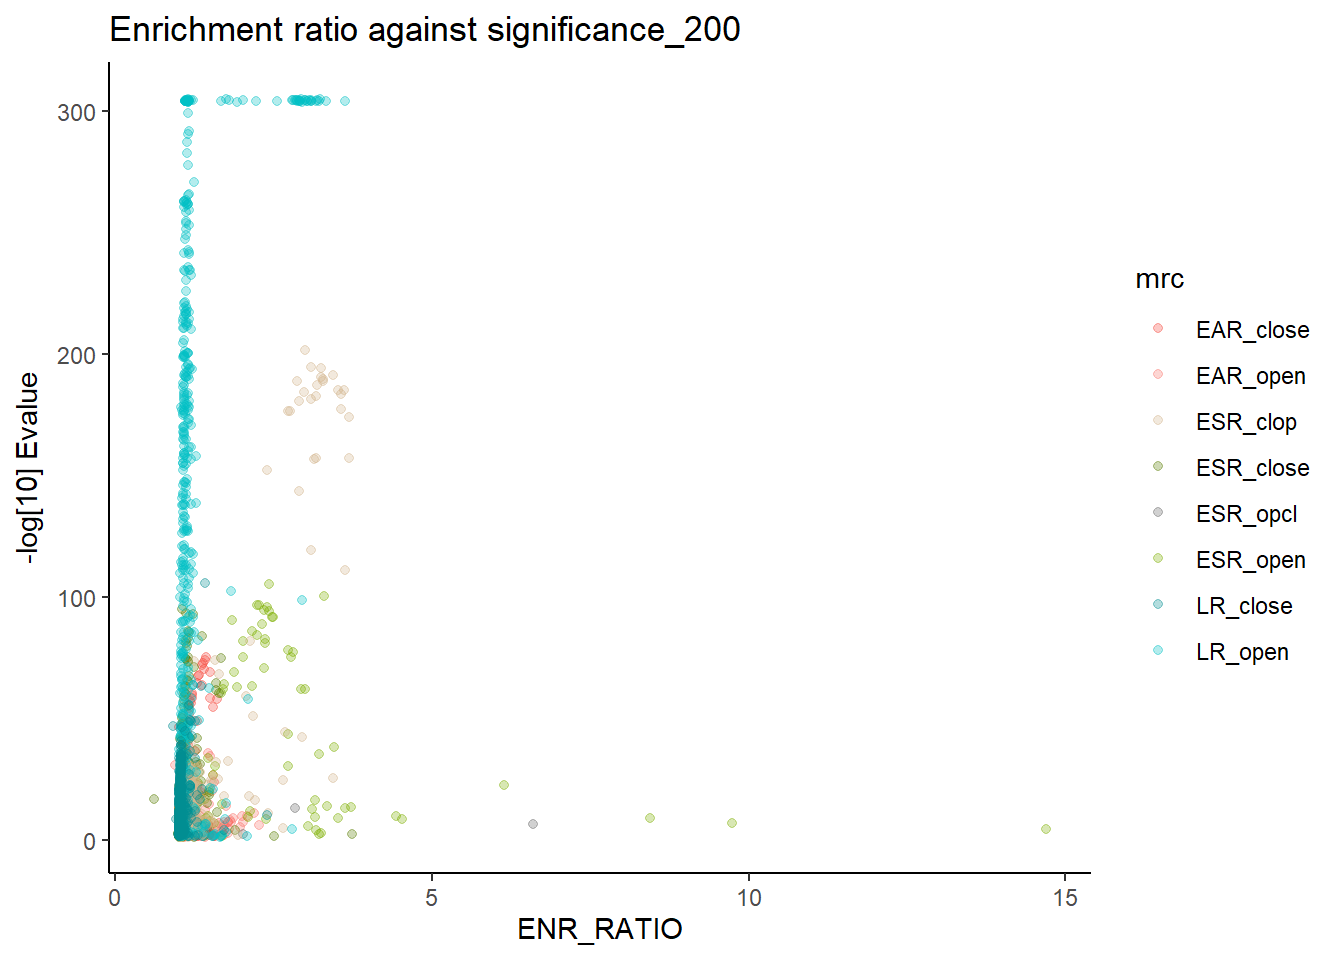 Enrichment ratio against significance_200
300
200
100
0
-log[10] Evalue
0
5
10
15
ENR_RATIO
mrc
EAR_close
EAR_open
ESR_clop
ESR_close
ESR_opcl
ESR_open
LR_close
LR_open